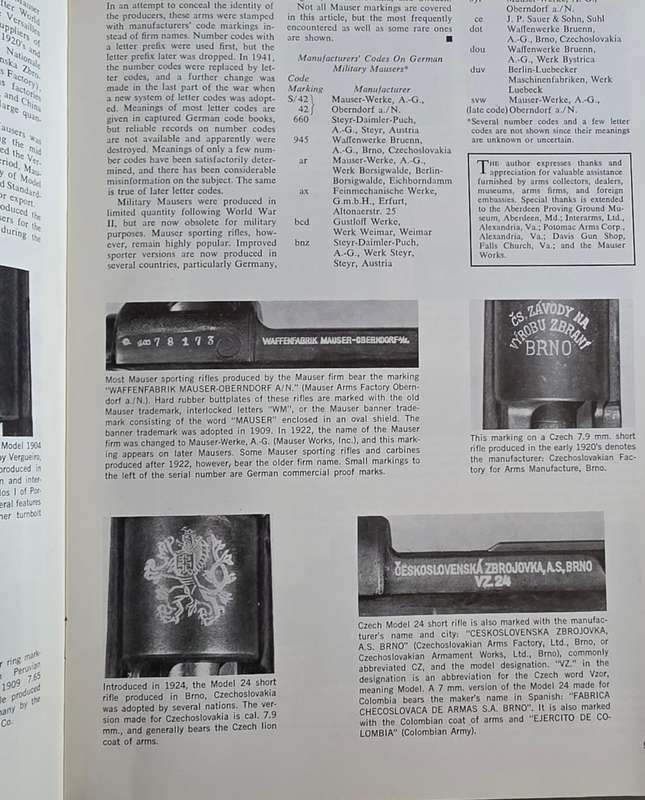 In an attempt to conceal the identity of
the producers, these arms were stamped
with manufacturers' code markings in-
stead of firm names. Number codes with
a letter prefix were used first, but the
letter prefix later was dropped. In 1941,
the number codes were replaced by let-
ter codes, and a further change was
made in the last part of the war when
a new system of letter codes was adopt-
ed. Meanings of most letter codes are
given in captured German code books,
but reliable records on number codes
are not available and apparently were
destroyed. Meanings of only a few num-
ber codes have been satisfactorily deter-
mined, and there has been considerable
misinformation on the subject. The same
is true of later letter codes.
Military Mausers were produced in
limited quantity following World War
II, but are now obsolete for military
purposes. Mauser sporting rifles, how-
ever, remain highly popular. Improved
sporter versions are now produced in
several countries, particularly Germany,
Not all Mauser markings are covered
in this article, but the most frequently
encountered as well as some rare ones
are shown. ■
Manufacturers' Codes On German
Military Mausers*
Code
Marking Manufacturer
S/42 } Mauser-Werke, A.-G.,
42 } Oberndorf a/N.
660 Steyr-Daimler-Puch,
A.-G., Steyr, Austria
945 Waffenwerke Bruenn,
A.-G., Brno, Czechoslovakia
ar Mauser-Werke, A.-G.,
Werk Borsigwalde, Berlin-
Borsigwalde, Eichborndamm
ax Feinmechanische Werke,
G.m.b.H., Erfurt,
Altonaerstr. 25
bcd Gustloff Werke,
Werk Weimar, Weimar
bnz Steyr-Daimler-Puch,
A.-G., Werk Steyr,
Steyr, Austria
Oberndorf a/N.
ce J. P. Sauer & Sohn, Suhl
dot Waffenwerke Bruenn,
A.-G., Brno, Czechoslovakia
dou Waffenwerke Bruenn,
A.-G., Werk Bystrica
duv Berlin-Luebecker
Maschinenfabriken, Werk
Luebeck
svw Mauser-Werke, A.-G.,
(late code) Oberndorf a/N.
*Several number codes and a few letter
codes are not shown since their meanings
are unknown or uncertain.
THE author expresses thanks and
appreciation for valuable assistance
furnished by arms collectors, dealers,
museums, arms firms, and foreign
embassies. Special thanks is extended
to the Aberdeen Proving Ground Mu-
seum, Aberdeen, Md.; Interarms, Ltd.,
Alexandria, Va.; Potomac Arms Corp.,
Alexandria, Va.; Davis Gun Shop,
Falls Church, Va.; and the Mauser
Works.
78173
WAFFENFABRIK MAUSER-OBERNDORF A/N.
Most Mauser sporting rifles produced by the Mauser firm bear the marking
"WAFFENFABRIK MAUSER-OBERNDORF A/N." (Mauser Arms Factory Obern-
dorf a./N.). Hard rubber buttplates of these rifles are marked with the old
Mauser trademark, interlocked letters "WM", or the Mauser banner trade-
mark consisting of the word "MAUSER" enclosed in an oval shield. The
banner trademark was adopted in 1909. In 1922, the name of the Mauser
firm was changed to Mauser-Werke, A.-G. (Mauser Works, Inc.), and this mark-
ing appears on later Mausers. Some Mauser sporting rifles and carbines
produced after 1922, however, bear the older firm name. Small markings to
the left of the serial number are German commercial proof marks.
ČS. ZÁVODY NA
VÝROBU ZBRANÍ
BRNO
This marking on a Czech 7.9 mm. short
rifle produced in the early 1920's denotes
the manufacturer: Czechoslovakian Fac-
tory for Arms Manufacture, Brno.
Introduced in 1924, the Model 24 short
rifle produced in Brno, Czechoslovakia
was adopted by several nations. The ver-
sion made for Czechoslovakia is cal. 7.9
mm., and generally bears the Czech lion
coat of arms.
ČESKOSLOVENSKÁ ZBROJOVKA, A.S., BRNO
VZ.24
Czech Model 24 short rifle is also marked with the manufac-
turer's name and city: "CESKOSLOVENSKA ZBROJOVKA,
A.S. BRNO" (Czechoslovakian Arms Factory, Ltd., Brno, or
Czechoslovakian Armament Works, Ltd., Brno), commonly
abbreviated CZ, and the model designation. "VZ," in the
designation is an abbreviation for the Czech word Vzor,
meaning Model. A 7 mm. version of the Model 24 made for
Colombia bears the maker's name in Spanish: "FABRICA
CHECOSLOVACA DE ARMAS S.A. BRNO". It is also marked
with the Colombian coat of arms and "EJERCITO DE CO-
LOMBIA" (Colombian Army).